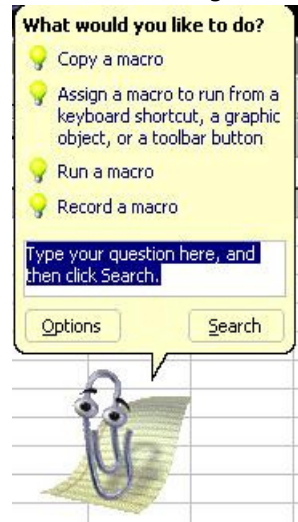 What would you like to do?
Copy a macro
Assign a macro to run from a
keyboard shortcut, a graphic
object, or a toolbar button
Run a macro
Record a macro
Type your question here, and
then click Search.
Options Search